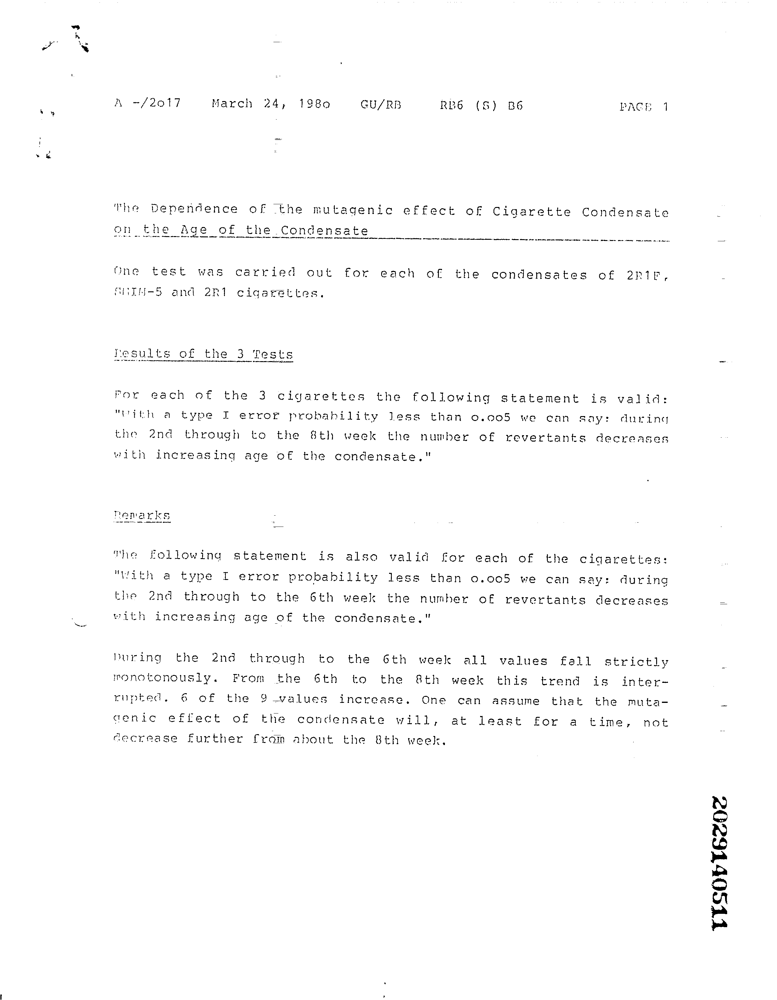 A -/2o17 March 24, 198o GU/RB RB6 (S) B6 PAGE 1
The Dependence of the mutagenic effect of Cigarette Condensate
on the Age of the Condensate
One test was carried out for each of the condensates of 2R1F,
and 2R1 cigarettes.
Results of the 3 Tests
For each of the 3 cigarettes the following statement is valid:
"With a type I error probability less than o.oo5 we can say: during
the 2nd through to the 8th week the number of revertants decreases
with increasing age of the condensate."
Remarks
The following statement is also valid for each of the cigarettes:
"With a type I error probability less than o.oo5 we can say: during
the 2nd through to the 6th week the number of revertants decreases
with increasing age of the condensate."
During the 2nd through to the 6th week all values fall strictly
monotonously. From the 6th to the 8th week this trend is inter-
rupted. 6 of the 9 values increase. One can assume that the muta-
genic effect of the condensate will, at least for a time, not
decrease further from about the 8th week.
2029140511